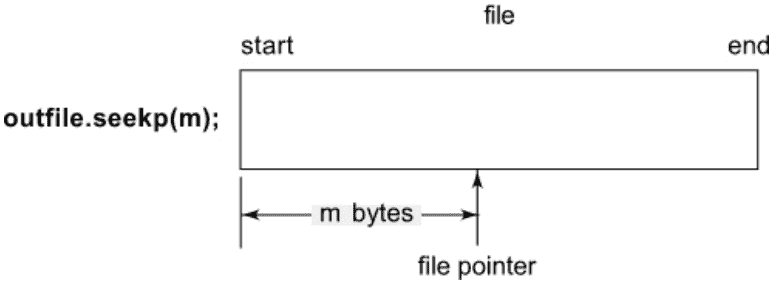 file
start
end
outfile.seekp(m);
m bytes
file pointer